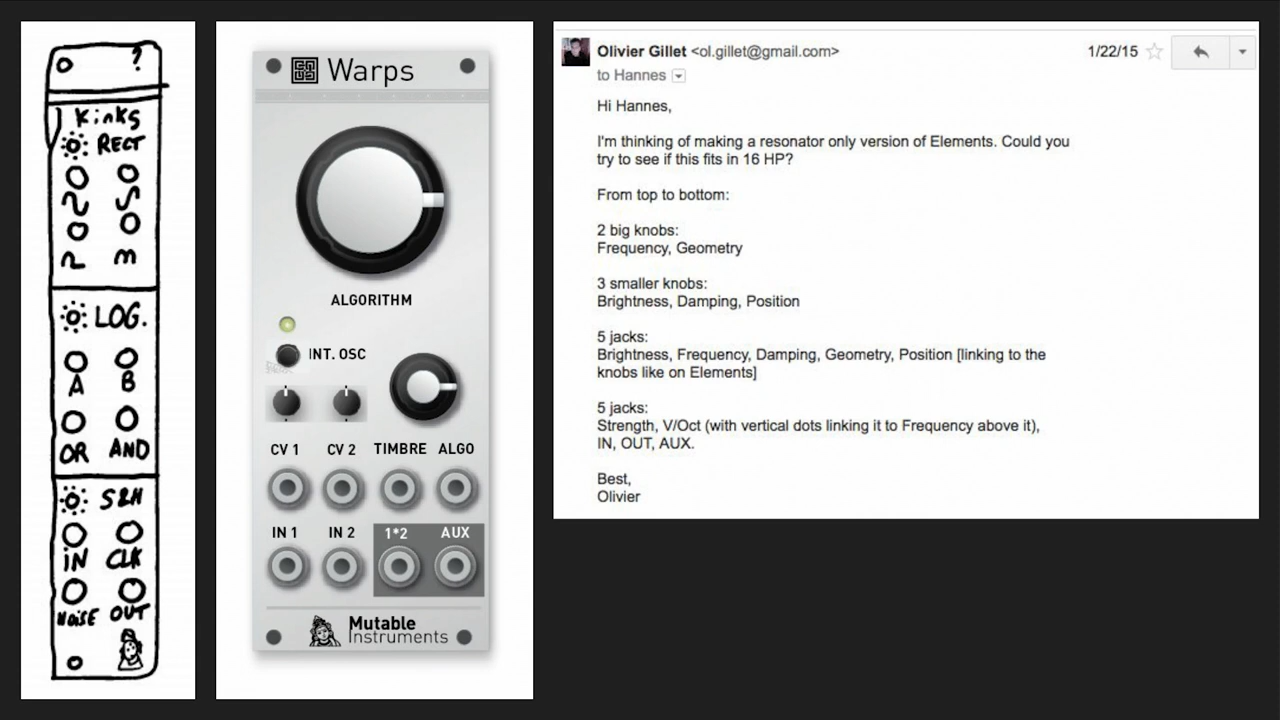 ?
Kinks
RECT
LOG.
A B
OR AND
S&H
IN CLK
NOISE OUT
Warps
ALGORITHM
INT. OSC
CV 1 CV 2 TIMBRE ALGO
IN 1 IN 2 1*2 AUX
Mutable
Instruments
Olivier Gillet <ol.gillet@gmail.com> 1/22/15
to Hannes
Hi Hannes,
I'm thinking of making a resonator only version of Elements. Could you
try to see if this fits in 16 HP?
From top to bottom:
2 big knobs:
Frequency, Geometry
3 smaller knobs:
Brightness, Damping, Position
5 jacks:
Brightness, Frequency, Damping, Geometry, Position [linking to the
knobs like on Elements]
5 jacks:
Strength, V/Oct (with vertical dots linking it to Frequency above it),
IN, OUT, AUX.
Best,
Olivier